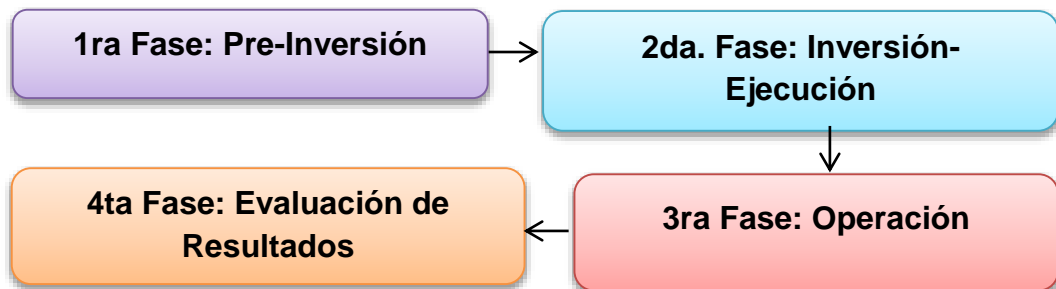 1ra Fase: Pre-Inversión
2da. Fase: Inversión-
Ejecución
3ra Fase: Operación
4ta Fase: Evaluación de
Resultados